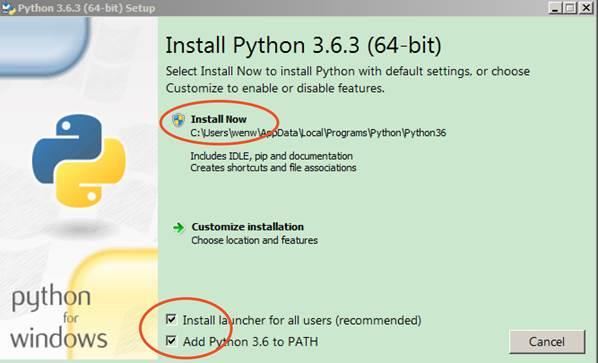 Python 3.6.3 (64-bit) Setup
Install Python 3.6.3 (64-bit)
Select Install Now to install Python with default settings, or choose
Customize to enable or disable features.
Install Now
C:\Users\wenw\AppData\Local\Programs\Python\Python36
Includes IDLE, pip and documentation
Creates shortcuts and file associations
Customize installation
Choose location and features
python
for
windows
Install launcher for all users (recommended)
Add Python 3.6 to PATH
Cancel